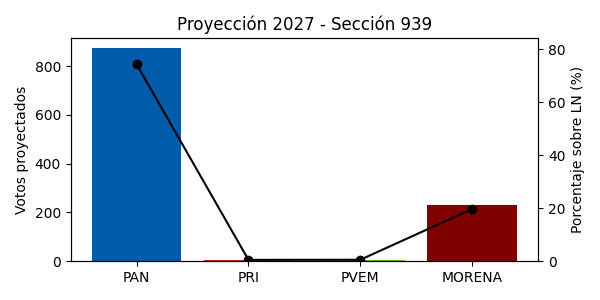 Proyección 2027 - Sección 939
Votos proyectados
800
600
400
200
0
PAN
PRI
PVEM
MORENA
80
60
40
20
0
Porcentaje sobre LN (%)